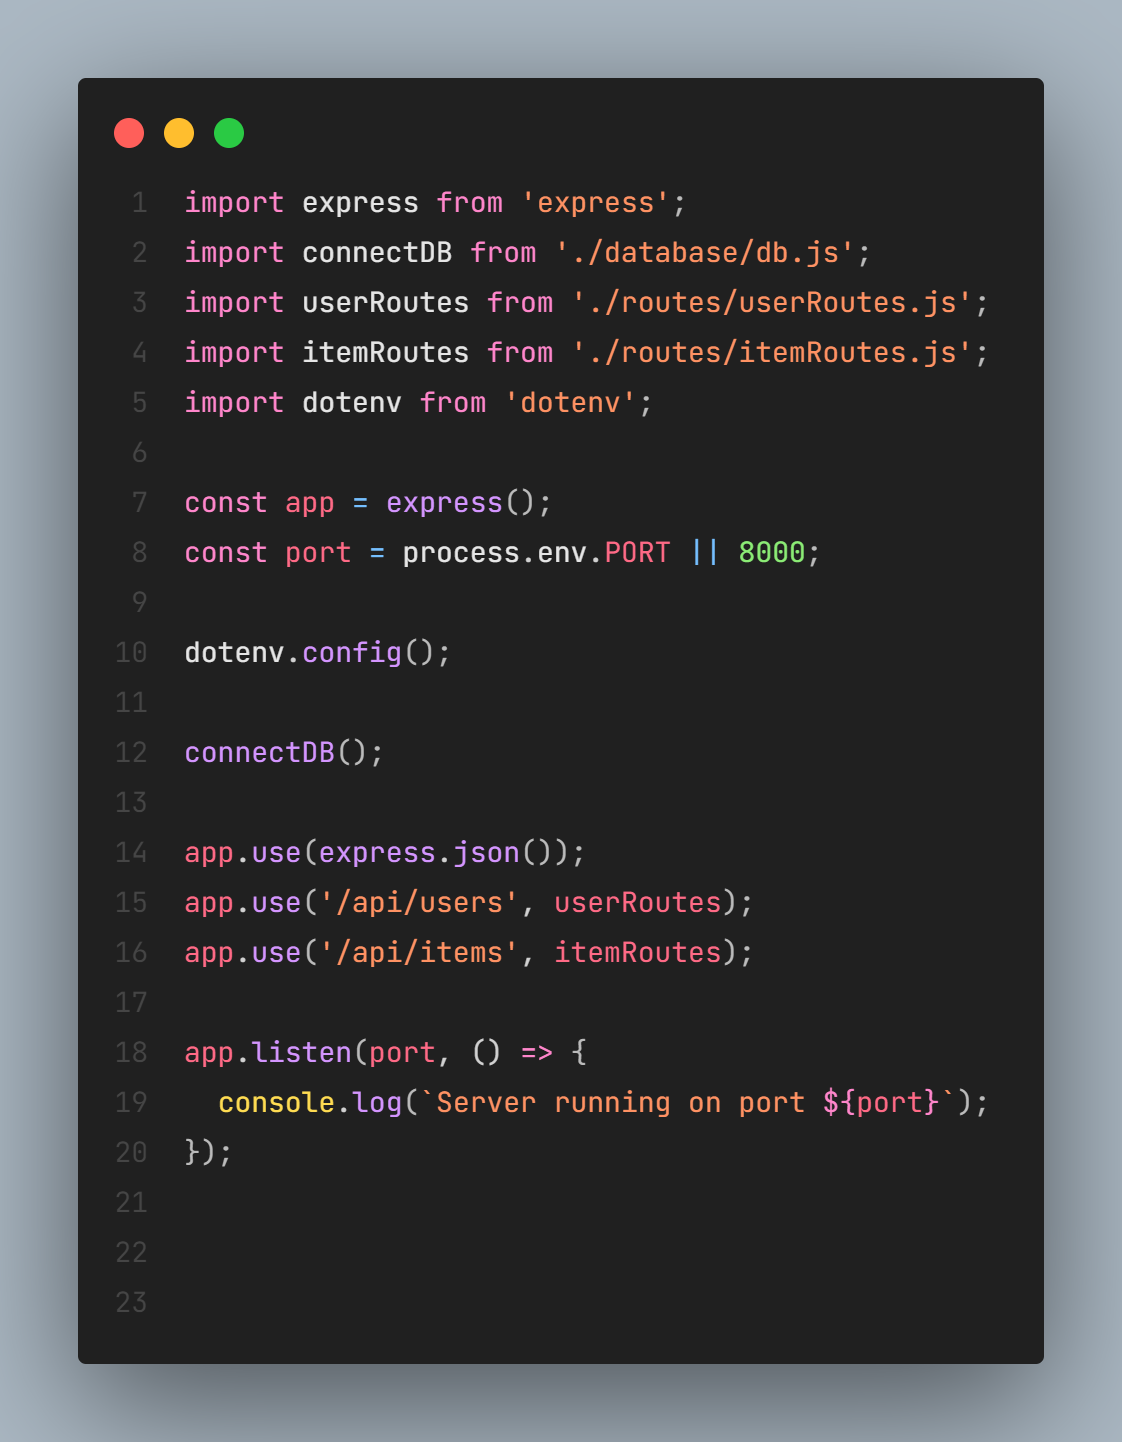 1 import express from 'express';
2 import connectDB from './database/db.js';
3 import userRoutes from './routes/userRoutes.js';
4 import itemRoutes from './routes/itemRoutes.js';
5 import dotenv from 'dotenv';
6
7 const app = express();
8 const port = process.env.PORT || 8000;
9
10 dotenv.config();
11
12 connectDB();
13
14 app.use(express.json());
15 app.use('/api/users', userRoutes);
16 app.use('/api/items', itemRoutes);
17
18 app.listen(port, () => {
19   console.log(`Server running on port ${port}`);
20 });
21
22
23